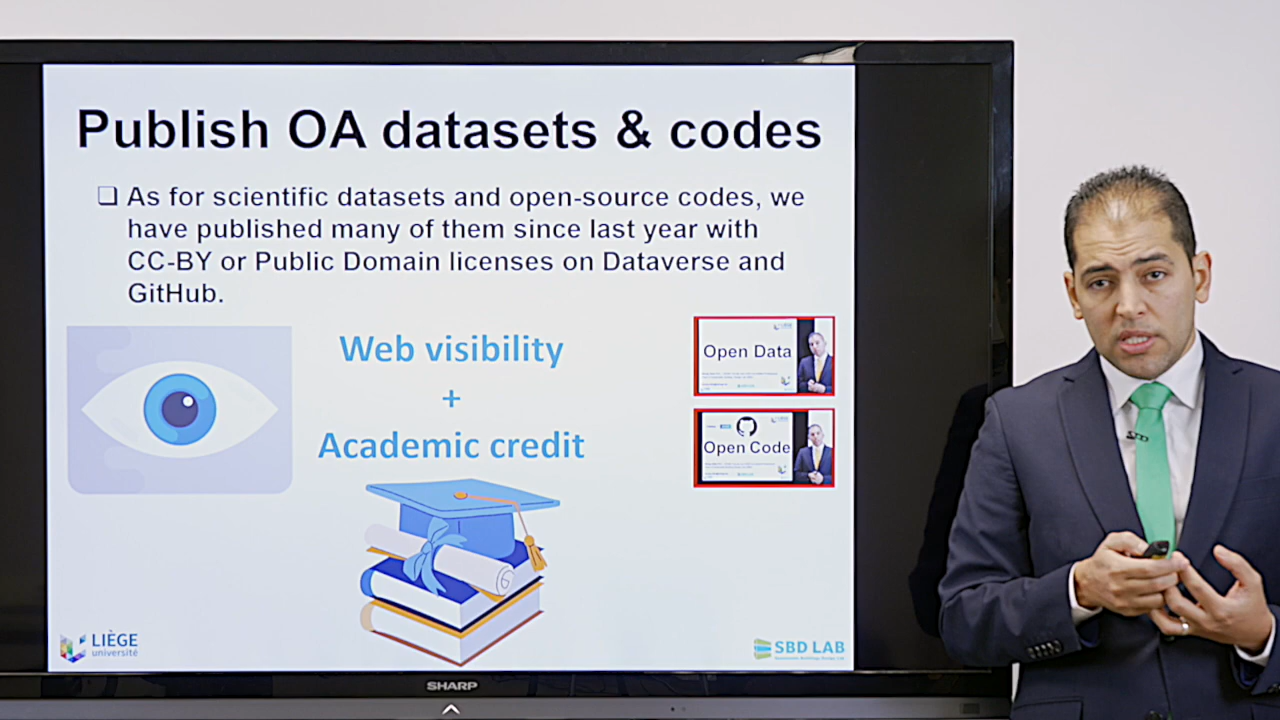 Publish OA datasets & codes
❑ As for scientific datasets and open-source codes, we
have published many of them since last year with
CC-BY or Public Domain licenses on Dataverse and
GitHub.
Web visibility
+
Academic credit
Open Data
Open Code
LIÈGE
université
SBD LAB
SHARP